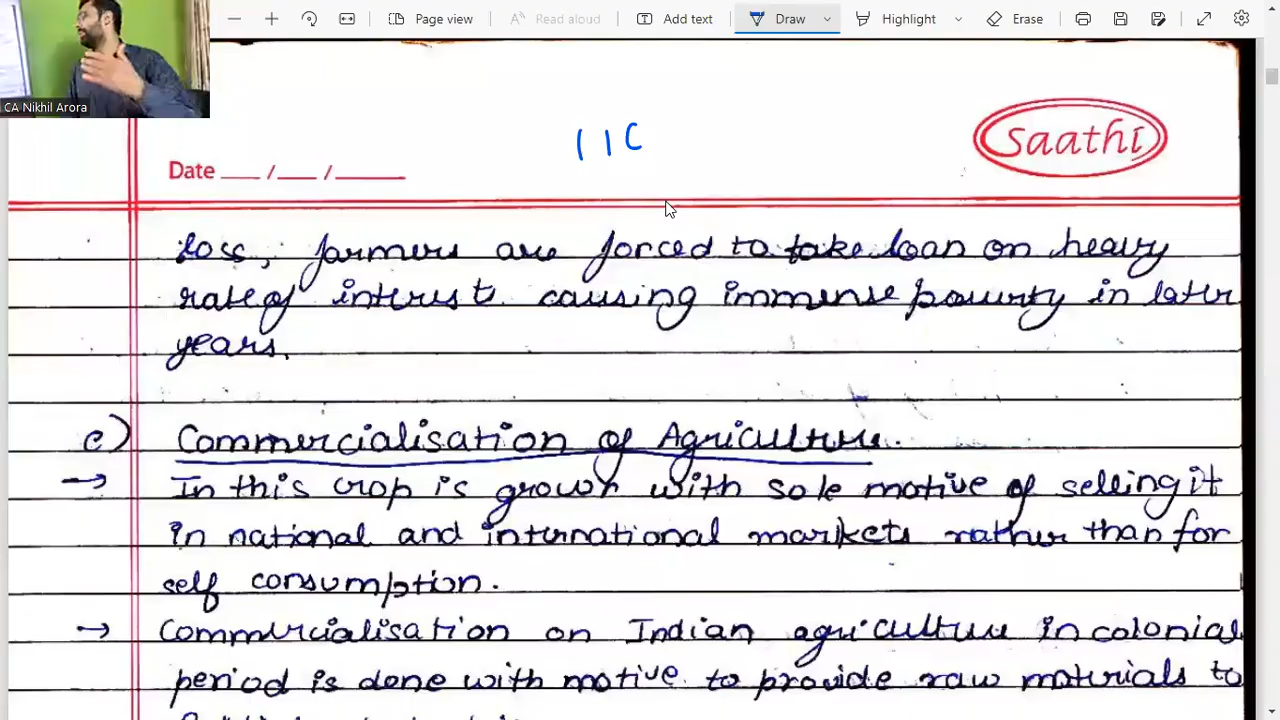 Page view
Read aloud
Add text
Draw
Highlight
Erase
CA Nikhil Arora
11C
Saathi
Date ___ /___ /______
loss, farmers are forced to take loan on heavy
rate of interest causing immense poverty in later
years.
c) Commercialisation of Agriculture.
→ In this crop is grown with sole motive of selling it
in national and international markets rather than for
self consumption.
→ Commercialisation on Indian agriculture in colonial
period is done with motive to provide raw materials to